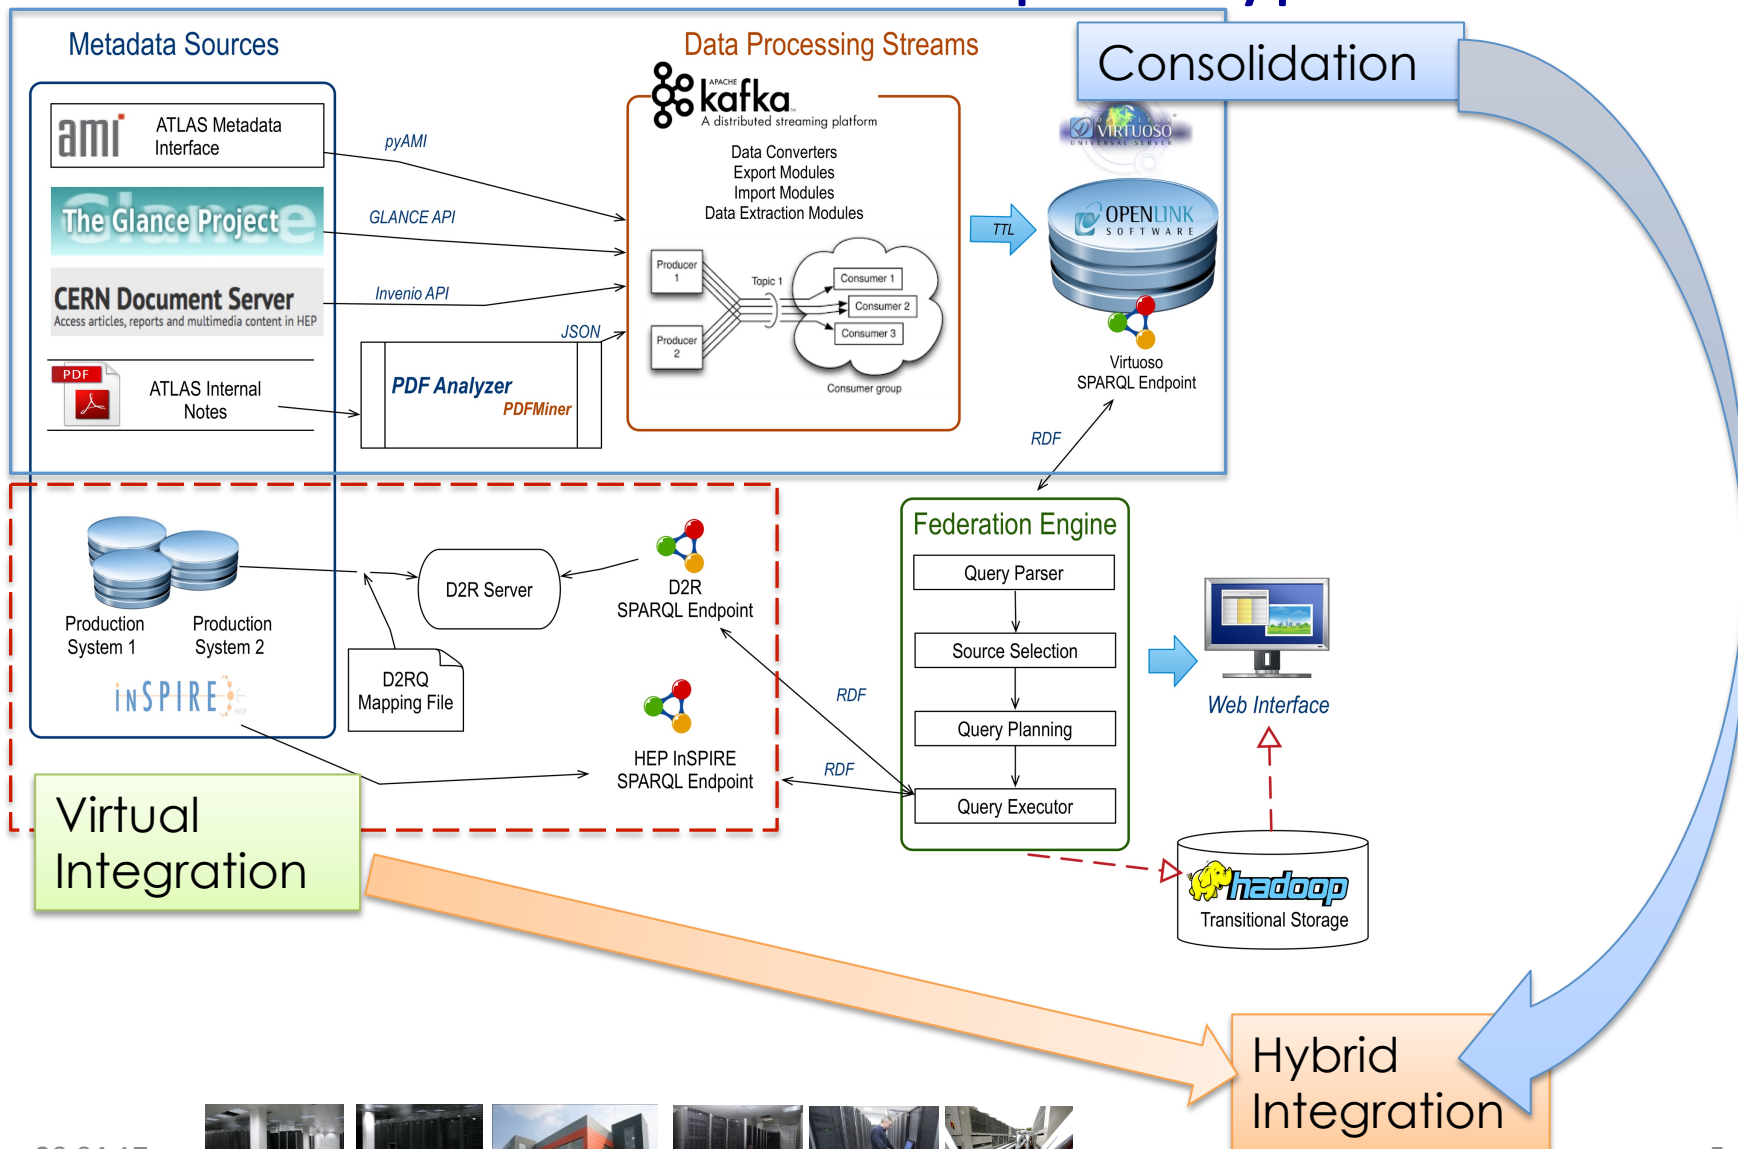 Metadata Sources
Data Processing Streams
Consolidation
ami
ATLAS Metadata
Interface
pyAMI
The Glance Project
GLANCE API
CERN Document Server
Access articles, reports and multimedia content in HEP
Invenio API
PDF
ATLAS Internal
Notes
PDF Analyzer
PDFMiner
JSON
APACHE
kafka
A distributed streaming platform
Data Converters
Export Modules
Import Modules
Data Extraction Modules
Producer
1
Producer
2
Topic 1
Consumer 1
Consumer 2
Consumer 3
Consumer group
TTL
VIRTUOSO
UNIVERSAL SERVER
OPENLINK
SOFTWARE
Virtuoso
SPARQL Endpoint
RDF
Production
System 1
Production
System 2
inSPIRE
HEP
D2R Server
D2RQ
Mapping File
D2R
SPARQL Endpoint
HEP InSPIRE
SPARQL Endpoint
RDF
RDF
Federation Engine
Query Parser
Source Selection
Query Planning
Query Executor
Web Interface
hadoop
Transitional Storage
Virtual
Integration
Hybrid
Integration